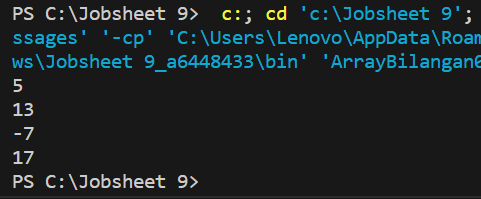 PS C:\Jobsheet 9>  c:; cd 'c:\Jobsheet 9';
ssages' '-cp' 'C:\Users\Lenovo\AppData\Roam
ws\Jobsheet 9_a6448433\bin' 'ArrayBilangan
5
13
-7
17
PS C:\Jobsheet 9>